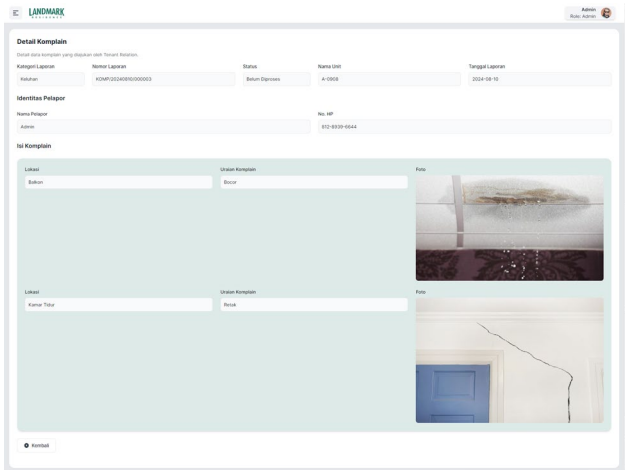 LANDMARK
RESIDENCE
Admin
Role: Admin
Detail Komplain
Detail data komplain yang diajukan oleh Tenant Relation.
Kategori Laporan Nomor Laporan Status Nama Unit Tanggal Laporan
Keluhan KOMP/20240810/000003 Belum Diproses A-0908 2024-08-10
Identitas Pelapor
Nama Pelapor No. HP
Admin 812-8939-6644
Isi Komplain
Lokasi Uraian Komplain Foto
Balkon Bocor
Lokasi Uraian Komplain Foto
Kamar Tidur Retak
Kembali